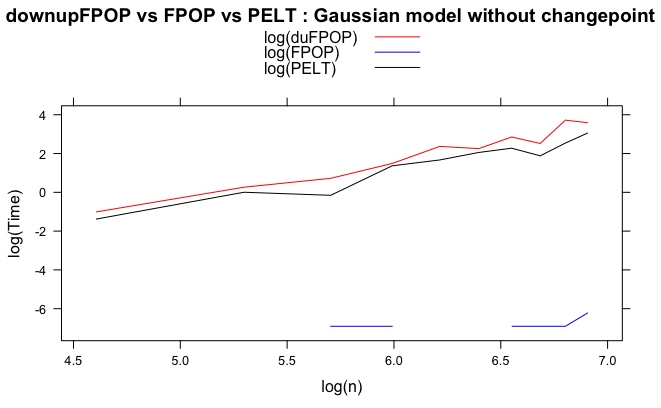 downupFPOP vs FPOP vs PELT : Gaussian model without changepoint
log(duFPOP)
log(FPOP)
log(PELT)
4
2
0
-2
-4
-6
log(Time)
4.5 5.0 5.5 6.0 6.5 7.0
log(n)